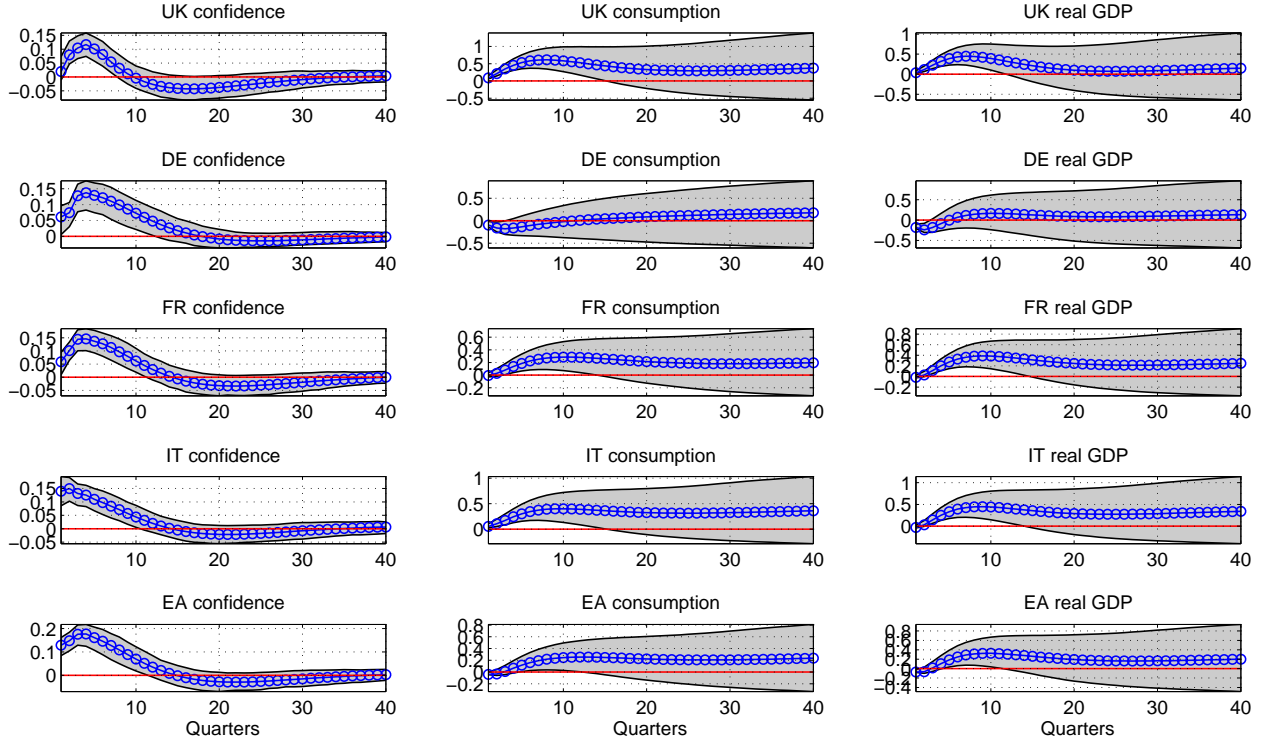 UK confidence
0.15
0.1
0.05
0
−0.05
10 20 30 40
UK consumption
1
0.5
0
−0.5
10 20 30 40
UK real GDP
1
0.5
0
−0.5
10 20 30 40
DE confidence
0.15
0.1
0.05
0
10 20 30 40
DE consumption
0.5
0
−0.5
10 20 30 40
DE real GDP
0.5
0
−0.5
10 20 30 40
FR confidence
0.15
0.1
0.05
0
−0.05
10 20 30 40
FR consumption
0.6
0.4
0.2
0
−0.2
10 20 30 40
FR real GDP
0.8
0.6
0.4
0.2
0
−0.2
10 20 30 40
IT confidence
0.15
0.1
0.05
0
−0.05
10 20 30 40
IT consumption
1
0.5
0
10 20 30 40
IT real GDP
1
0.5
0
10 20 30 40
EA confidence
0.2
0.1
0
10 20 30 40
Quarters
EA consumption
0.8
0.6
0.4
0.2
0
−0.2
10 20 30 40
Quarters
EA real GDP
0.8
0.6
0.4
0.2
0
−0.2
−0.4
10 20 30 40
Quarters